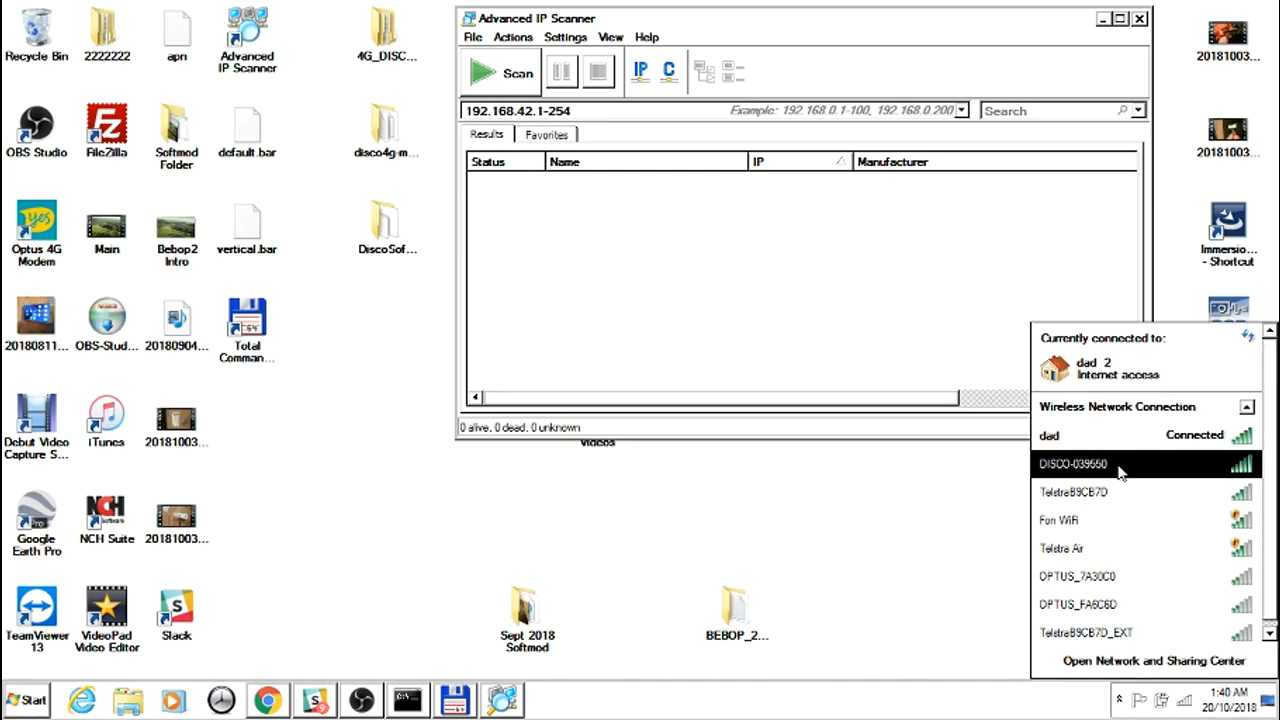 Recycle Bin
2222222
apn
Advanced
IP Scanner
4G_DISC...
OBS Studio
FileZilla
Softmod
Folder
default.bar
disco4g-m...
yes
Optus 4G
Modem
Main
Bebop2
Intro
vertical.bar
DiscoSof...
20180811...
OBS-Stud...
20180904...
64
Total
Comman...
Debut Video
Capture S...
iTunes
20181003...
Pro
Google
Earth Pro
NCH
Software
NCH Suite
20181003...
TeamViewer
13
VideoPad
Video Editor
Slack
Sept 2018
Softmod
BEBOP_2...
videos
Advanced IP Scanner
File Actions Settings View Help
Scan
IP C
192.168.42.1-254 Example: 192.168.0.1-100, 192.168.0.200 Search
Results Favorites
Status Name IP Manufacturer
0 alive, 0 dead, 0 unknown
20181003...
20181003...
Immersio...
- Shortcut
Currently connected to:
dad 2
Internet access
Wireless Network Connection
dad Connected
DISCO-039550
TelstraB9CB7D
Fon WiFi
Telstra Air
OPTUS_7A30C0
OPTUS_FA6C6D
TelstraB9CB7D_EXT
Open Network and Sharing Center
Start
1:40 AM
20/10/2018